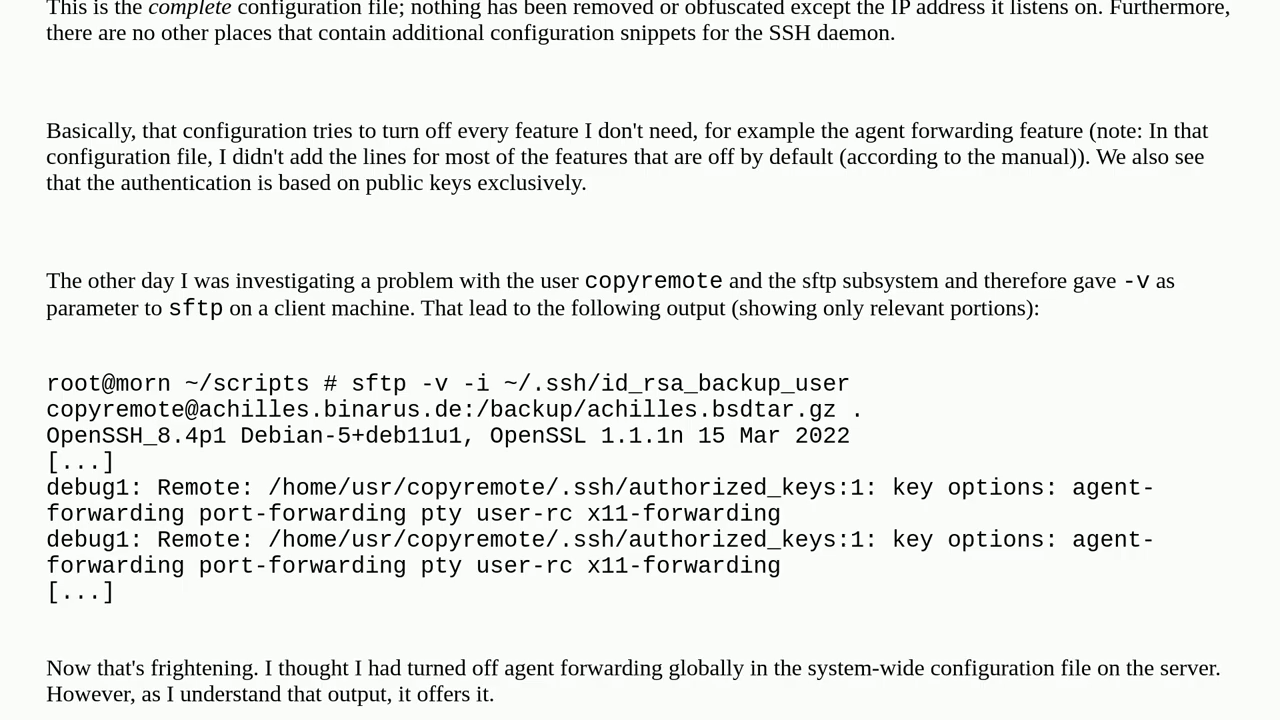 This is the complete configuration file; nothing has been removed or obfuscated except the IP address it listens on. Furthermore,
there are no other places that contain additional configuration snippets for the SSH daemon.
Basically, that configuration tries to turn off every feature I don't need, for example the agent forwarding feature (note: In that
configuration file, I didn't add the lines for most of the features that are off by default (according to the manual)). We also see
that the authentication is based on public keys exclusively.
The other day I was investigating a problem with the user copyremote and the sftp subsystem and therefore gave -v as
parameter to sftp on a client machine. That lead to the following output (showing only relevant portions):
root@morn ~/scripts # sftp -v -i ~/.ssh/id_rsa_backup_user
copyremote@achilles.binarus.de:/backup/achilles.bsdtar.gz .
OpenSSH_8.4p1 Debian-5+deb11u1, OpenSSL 1.1.1n 15 Mar 2022
[...]
debug1: Remote: /home/usr/copyremote/.ssh/authorized_keys:1: key options: agent-
forwarding port-forwarding pty user-rc x11-forwarding
debug1: Remote: /home/usr/copyremote/.ssh/authorized_keys:1: key options: agent-
forwarding port-forwarding pty user-rc x11-forwarding
[...]
Now that's frightening. I thought I had turned off agent forwarding globally in the system-wide configuration file on the server.
However, as I understand that output, it offers it.